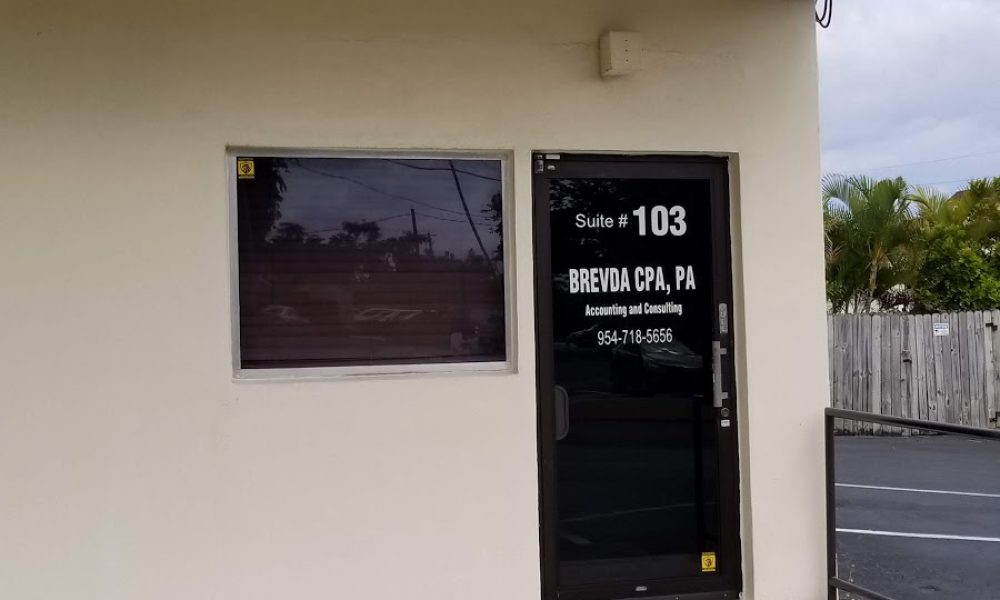 Suite # 103
BREVDA CPA, PA
Accounting and Consulting
954-718-5656